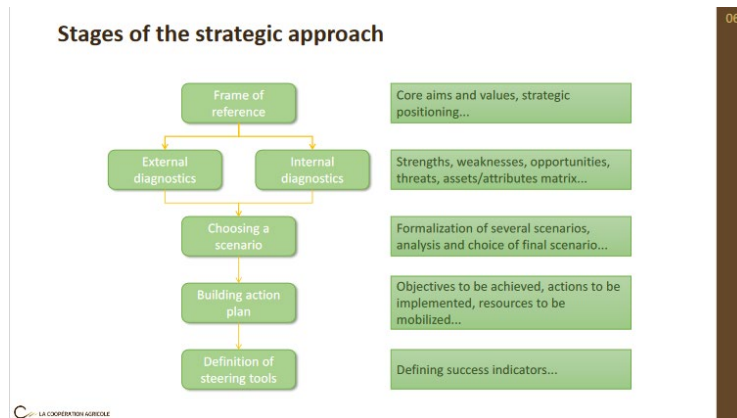 06
Stages of the strategic approach
Frame of
reference
Core aims and values, strategic
positioning...
External
diagnostics
Internal
diagnostics
Strengths, weaknesses, opportunities,
threats, assets/attributes matrix...
Choosing a
scenario
Formalization of several scenarios,
analysis and choice of final scenario...
Building action
plan
Objectives to be achieved, actions to be
implemented, resources to be
mobilized...
Definition of
steering tools
Defining success indicators...
LA COOPÉRATION AGRICOLE